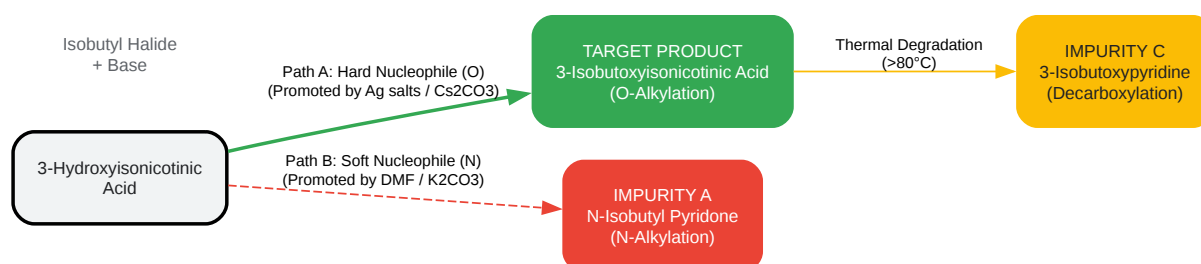 Isobutyl Halide
+ Base
3-Hydroxyisonicotinic
Acid
Path A: Hard Nucleophile (O)
(Promoted by Ag salts / Cs2CO3)
Path B: Soft Nucleophile (N)
(Promoted by DMF / K2CO3)
TARGET PRODUCT
3-Isobutoxyisonicotinic Acid
(O-Alkylation)
IMPURITY A
N-Isobutyl Pyridone
(N-Alkylation)
Thermal Degradation
(>80°C)
IMPURITY C
3-Isobutoxypyridine
(Decarboxylation)